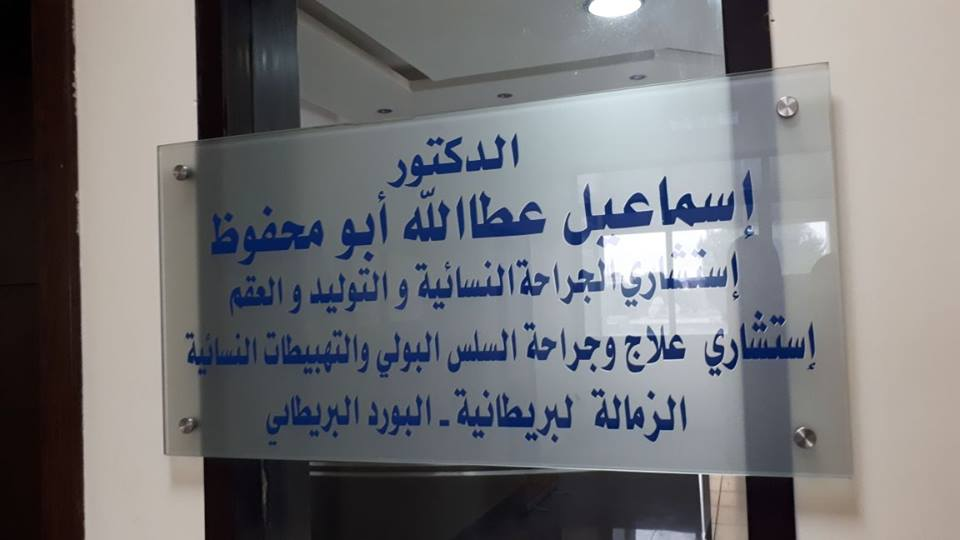 الدكتور
إسماعيل عطاالله أبو محفوظ
إستشاري الجراحة النسائية و التوليد و العقم
إستشاري علاج وجراحة السلس البولي والتهبيطات النسائية
الزمالة لبريطانية - البورد البريطاني